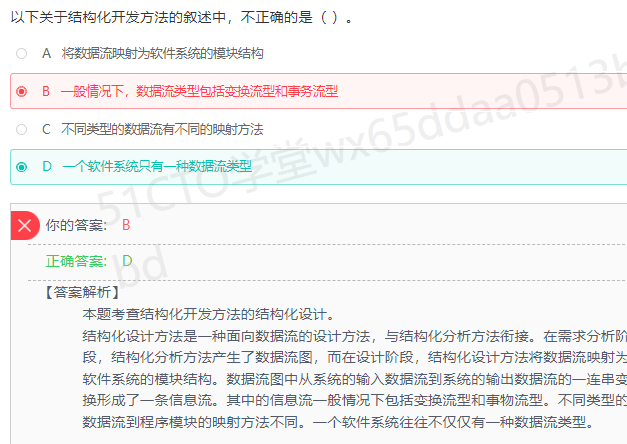 以下关于结构化开发方法的叙述中，不正确的是（ ）。
A 将数据流映射为软件系统的模块结构
B 一般情况下，数据流类型包括变换流型和事务流型
C 不同类型的数据流有不同的映射方法
D 一个软件系统只有一种数据流类型
51CTO学堂wx65ddaa0513b
bd
你的答案： B
正确答案： D
【答案解析】
本题考查结构化开发方法的结构化设计。
结构化设计方法是一种面向数据流的设计方法，与结构化分析方法衔接。在需求分析阶
段，结构化分析方法产生了数据流图，而在设计阶段，结构化设计方法将数据流映射为
软件系统的模块结构。数据流图中从系统的输入数据流到系统的输出数据流的一连串变
换形成了一条信息流。其中的信息流一般情况下包括变换流型和事物流型。不同类型的
数据流到程序模块的映射方法不同。一个软件系统往往不仅仅有一种数据流类型。